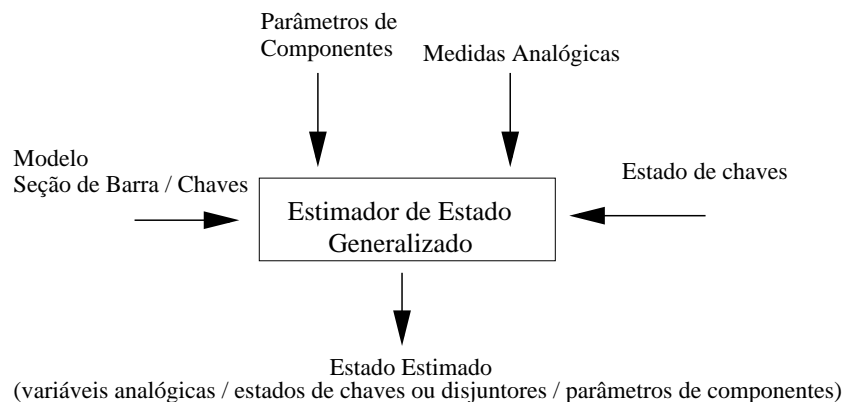 Parâmetros de
Componentes
Medidas Analógicas
Modelo
Seção de Barra / Chaves
Estado de chaves
Estimador de Estado
Generalizado
Estado Estimado
(variáveis analógicas / estados de chaves ou disjuntores / parâmetros de componentes)